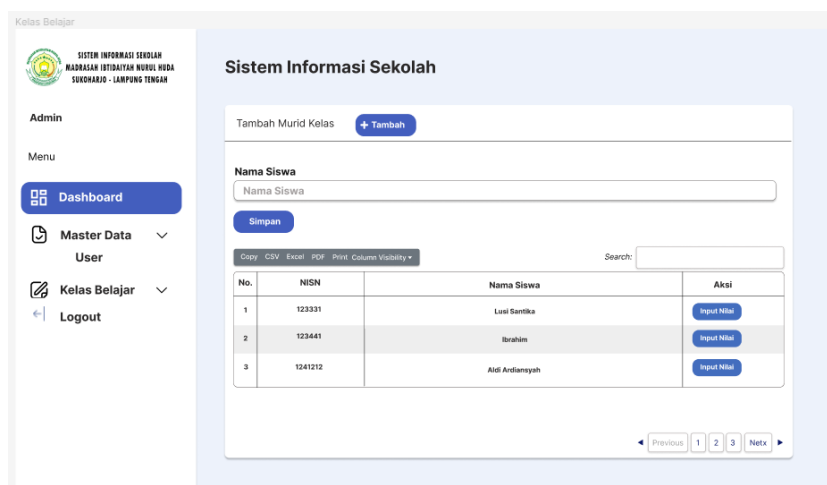 Kelas Belajar
SISTEM INFORMASI SEKOLAH
MADRASAH IBTIDAIYAH NURUL HUDA
SUKOHARJO - LAMPUNG TENGAH
Admin
Menu
Dashboard
Master Data
User
Kelas Belajar
Logout
Sistem Informasi Sekolah
Tambah Murid Kelas + Tambah
Nama Siswa
Nama Siswa
Simpan
Copy CSV Excel PDF Print Column Visibility Search:
No. NISN Nama Siswa Aksi
1 123331 Lusi Santika Input Nilai
2 123441 Ibrahim Input Nilai
3 1241212 Aldi Ardiansyah Input Nilai
Previous 1 2 3 Netx